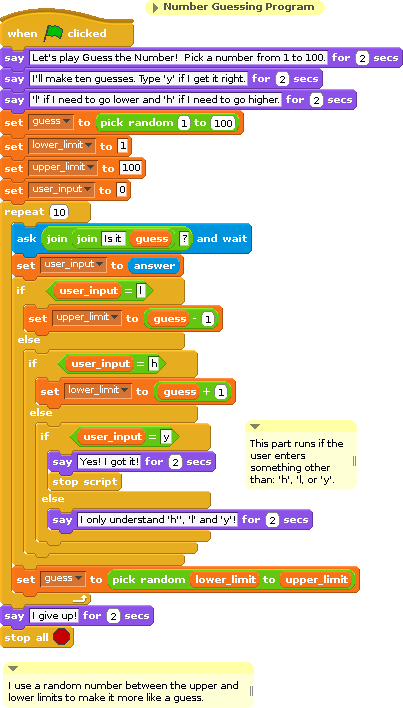 Number Guessing Program
when clicked
say Let's play Guess the Number! Pick a number from 1 to 100. for 2 secs
say I'll make ten guesses. Type 'y' if I get it right. for 2 secs
say 'l' if I need to go lower and 'h' if I need to go higher. for 2 secs
set guess to pick random 1 to 100
set lower_limit to 1
set upper_limit to 100
set user_input to 0
repeat 10
ask join join Is it guess ? and wait
set user_input to answer
if user_input = l
set upper_limit to guess - 1
else
if user_input = h
set lower_limit to guess + 1
else
if user_input = y
say Yes! I got it! for 2 secs
stop script
else
say I only understand 'h'', 'l' and 'y'! for 2 secs
This part runs if the
user enters
something other
than: 'h', 'l, or 'y'.
set guess to pick random lower_limit to upper_limit
say I give up! for 2 secs
stop all
I use a random number between the upper and
lower limits to make it more like a guess.